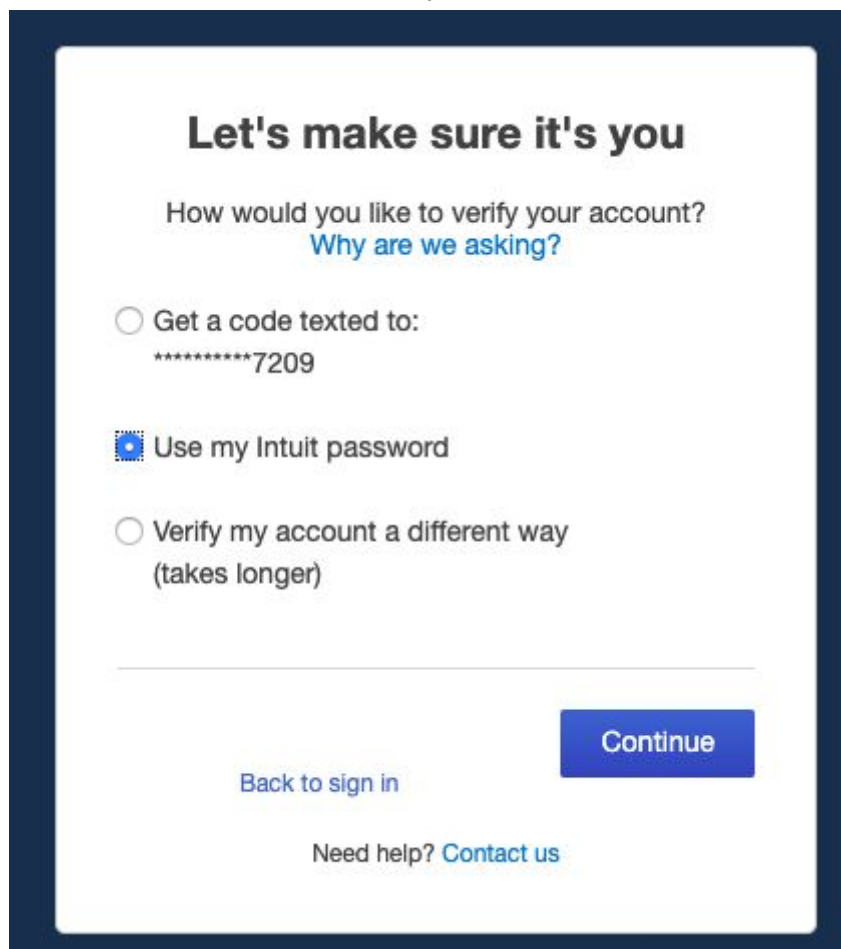 Let's make sure it's you
How would you like to verify your account?
Why are we asking?
Get a code texted to:
**********7209
Use my Intuit password
Verify my account a different way
(takes longer)
Continue
Back to sign in
Need help? Contact us